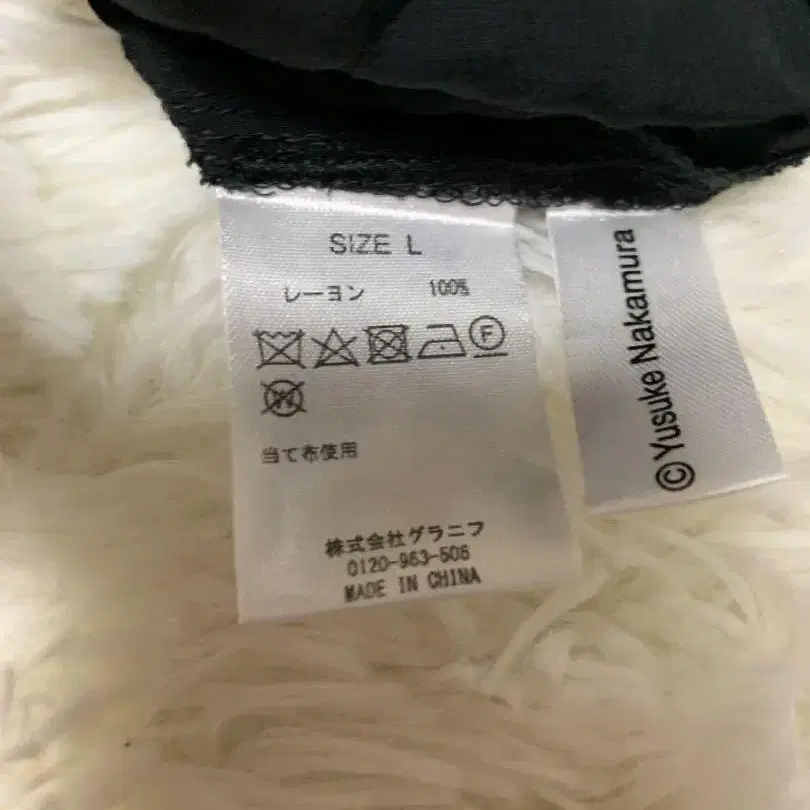 SIZE L
レーヨン 100%
F
W
当て布使用
株式会社グラニフ
0120-963-506
MADE IN CHINA
©Yusuke Nakamura